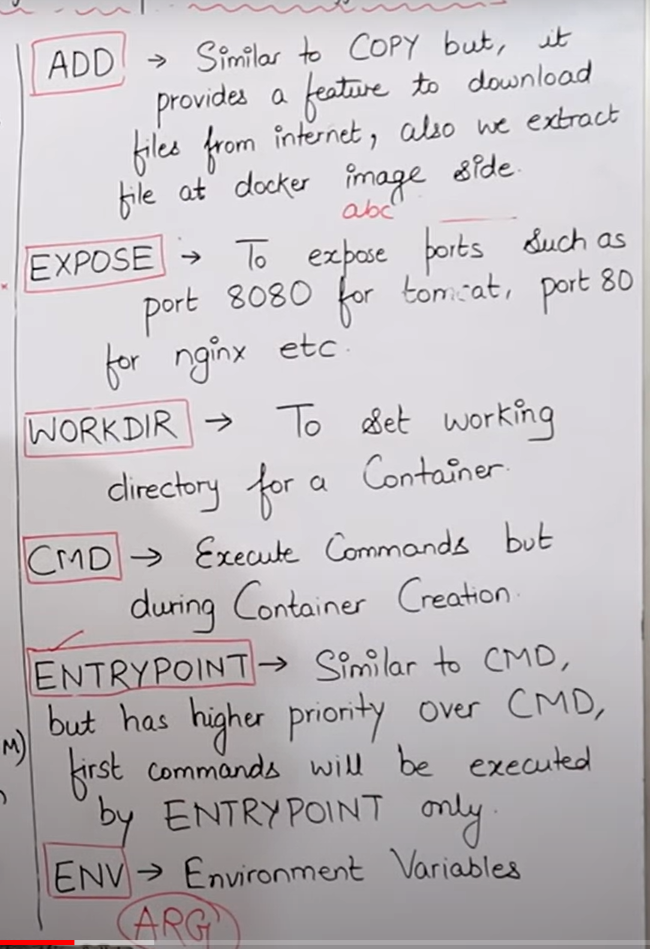 ADD → Similar to COPY but, it
provides a feature to download
files from internet, also we extract
file at docker image side.
abc
EXPOSE → To expose ports such as
port 8080 for tomcat, port 80
for nginx etc.
WORKDIR → To set working
directory for a Container.
CMD → Execute Commands but
during Container Creation.
ENTRYPOINT → Similar to CMD,
but has higher priority over CMD,
M)
first commands will be executed
by ENTRYPOINT only.
ENV → Environment Variables
ARG